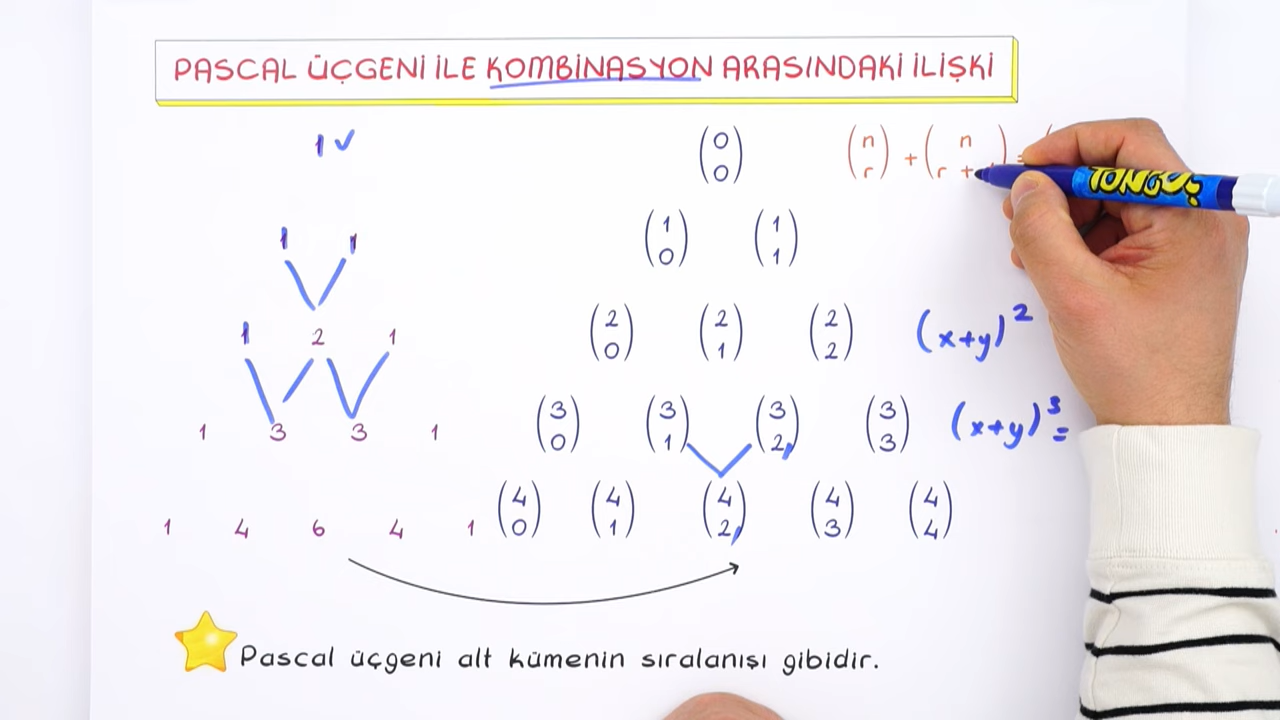 PASCAL ÜÇGENİ İLE KOMBİNASYON ARASINDAKİ İLİŞKİ
1 ✓ (0 0) (n r) + (n r +
1 1 (1 0) (1 1)
1 2 1 (2 0) (2 1) (2 2) (x+y)²
1 3 3 1 (3 0) (3 1) (3 2) (3 3) (x+y)³ =
1 4 6 4 1 (4 0) (4 1) (4 2) (4 3) (4 4)
Pascal üçgeni alt kümenin sıralanışı gibidir.
TONGUÇ